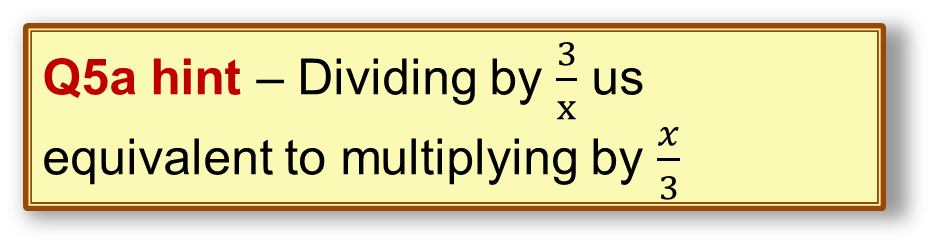 Q5a hint – Dividing by 3/x us
equivalent to multiplying by x/3